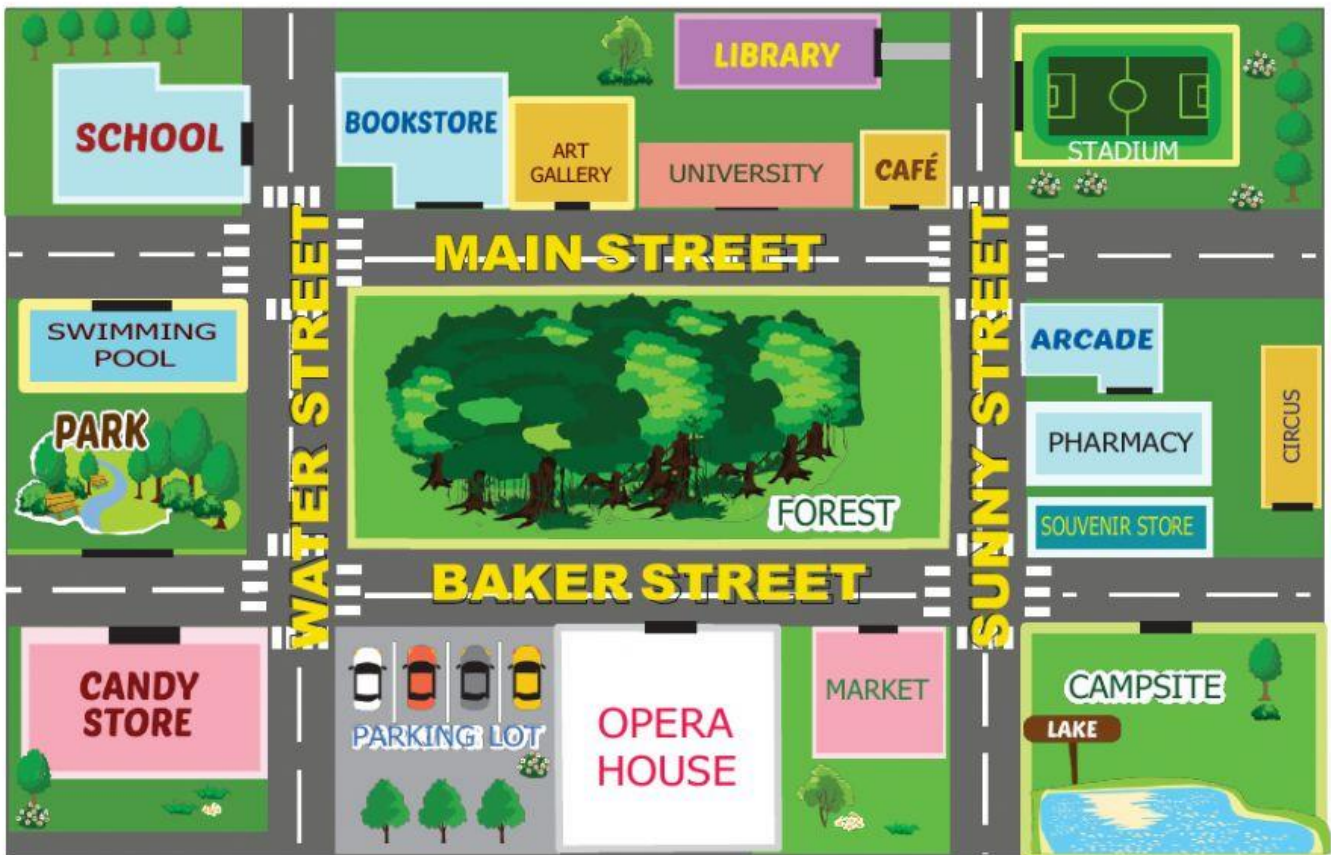 LIBRARY
SCHOOL
BOOKSTORE
ART
GALLERY
UNIVERSITY
CAFÉ
STADIUM
MAIN STREET
WATER STREET
SUNNY STREET
SWIMMING
POOL
PARK
FOREST
ARCADE
PHARMACY
SOUVENIR STORE
CIRCUS
BAKER STREET
CANDY
STORE
PARKING LOT
OPERA
HOUSE
MARKET
CAMPSITE
LAKE